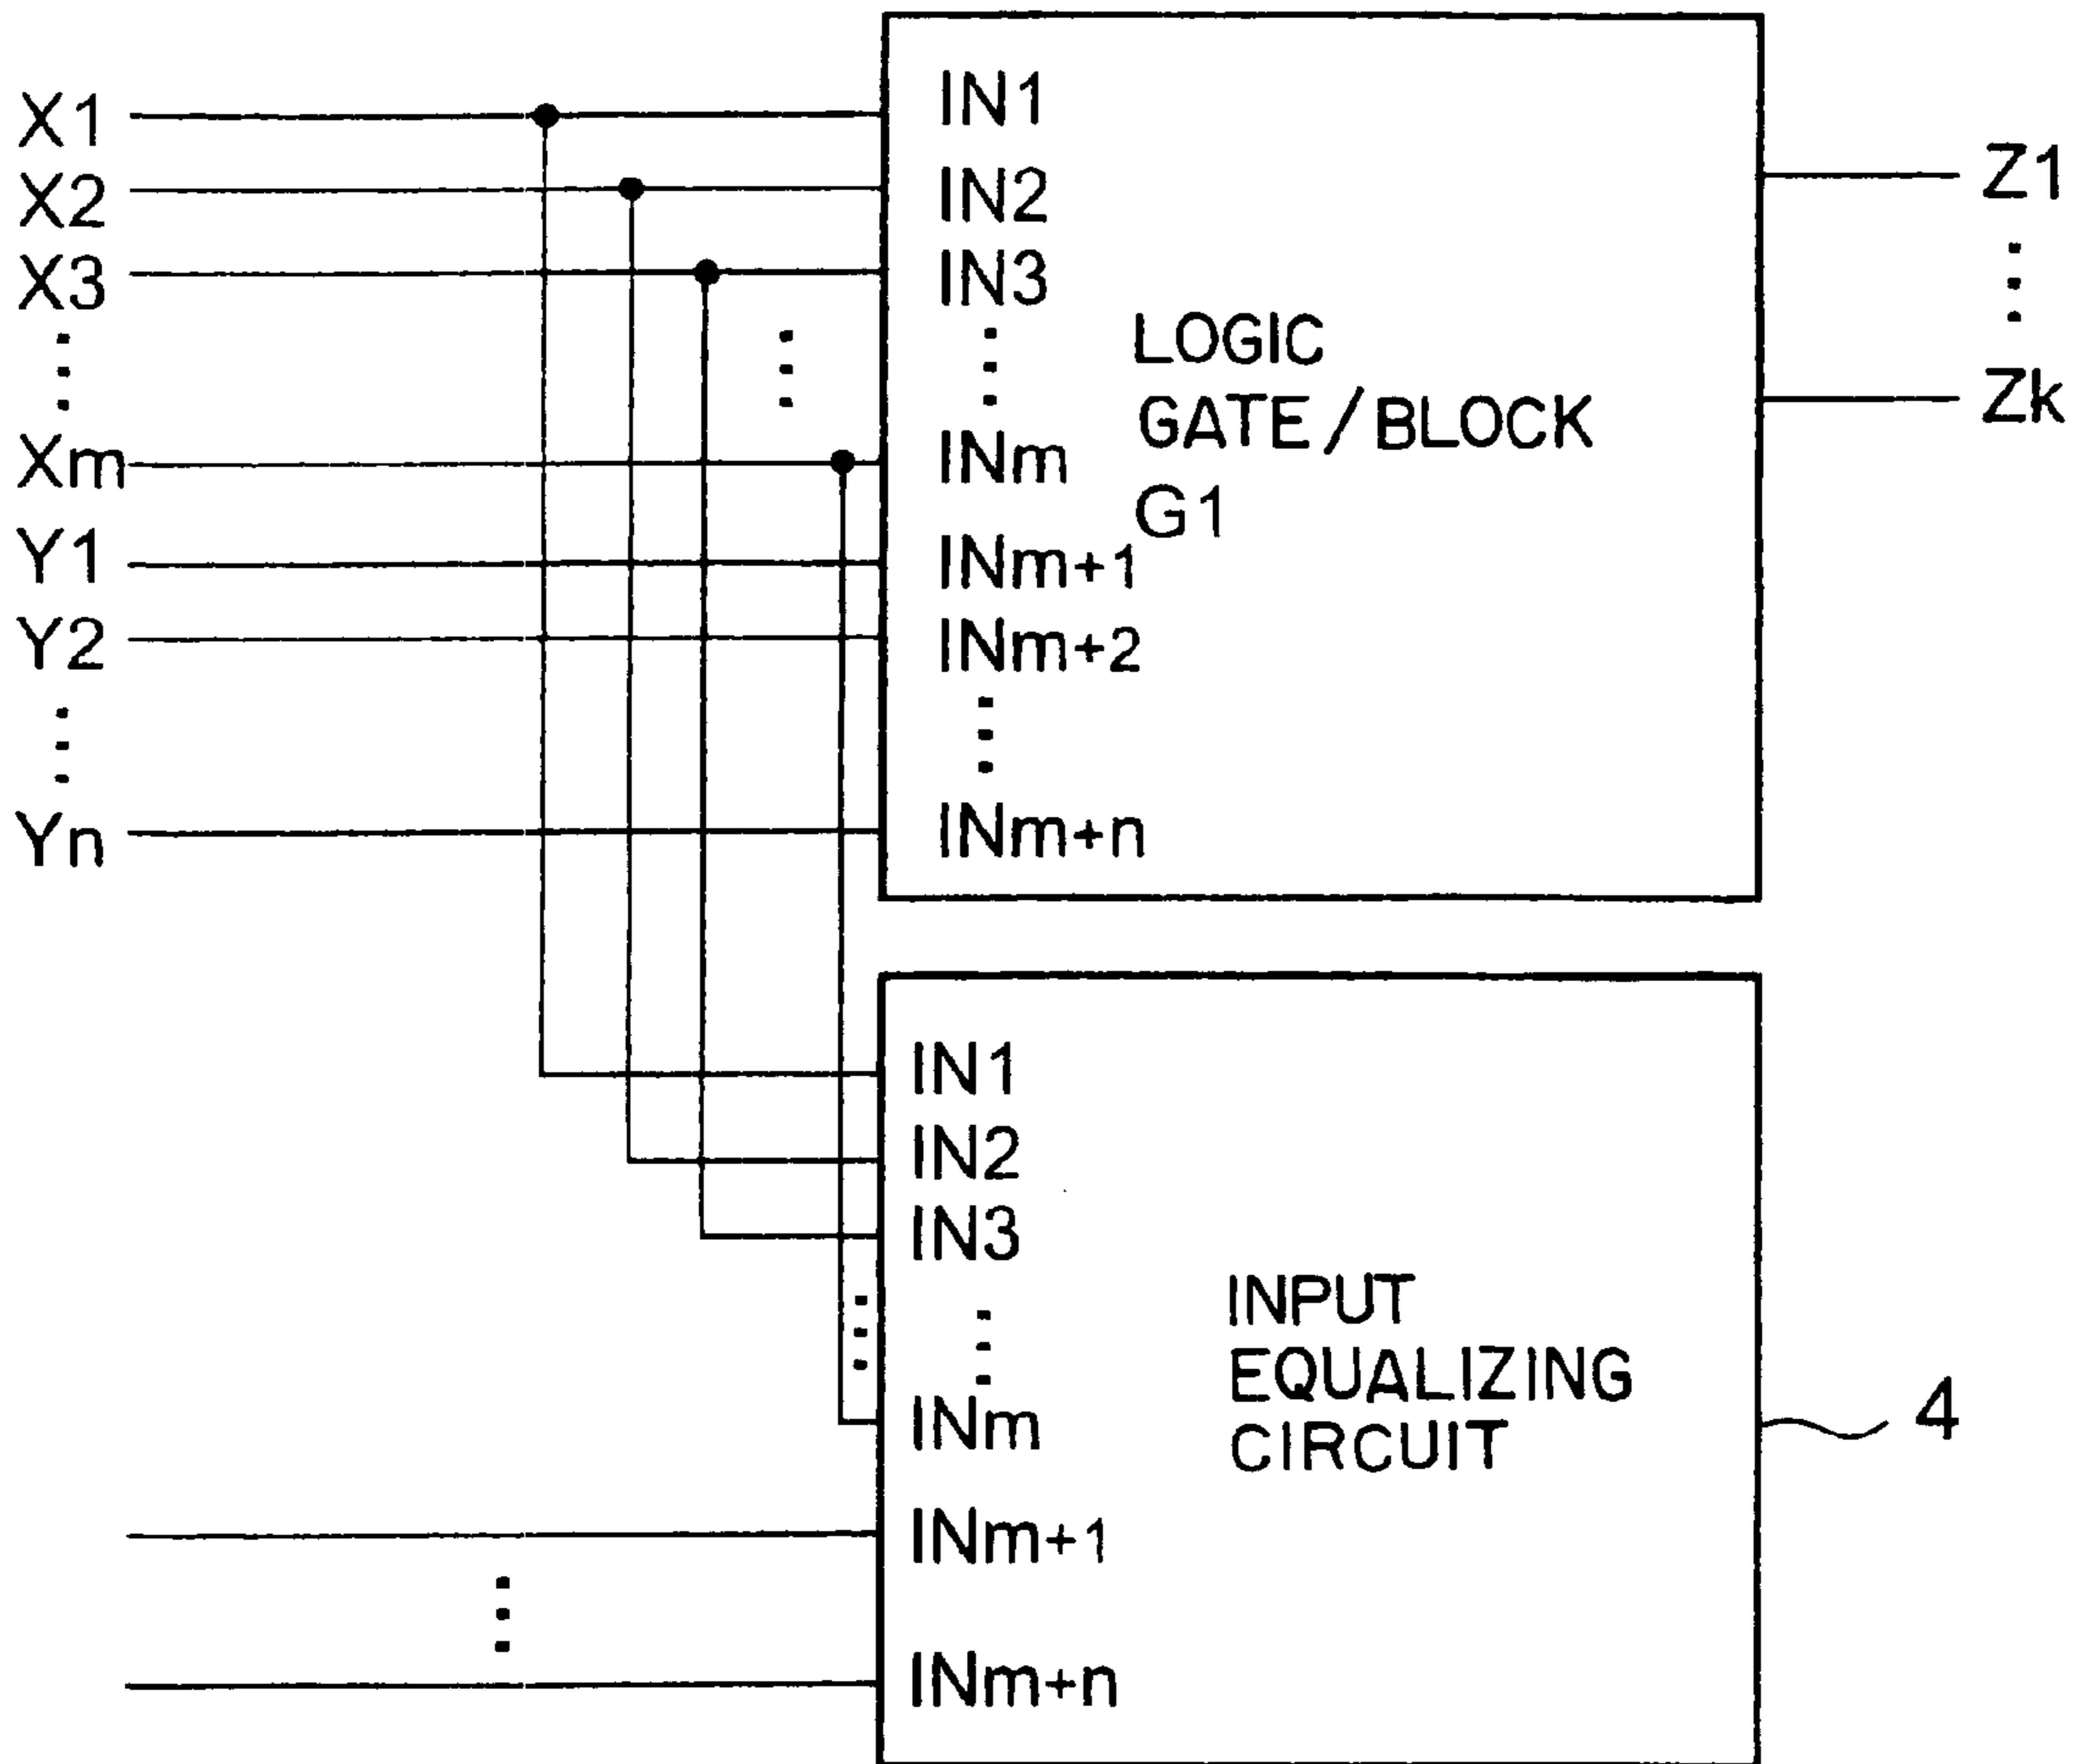 X1
X2
X3
Xm
Y1
Y2
Yn
IN1
IN2
IN3
INm
INm+1
INm+2
INm+n
LOGIC
GATE/BLOCK
G1
Z1
Zk
IN1
IN2
IN3
INm
INm+1
INm+n
INPUT
EQUALIZING
CIRCUIT
4